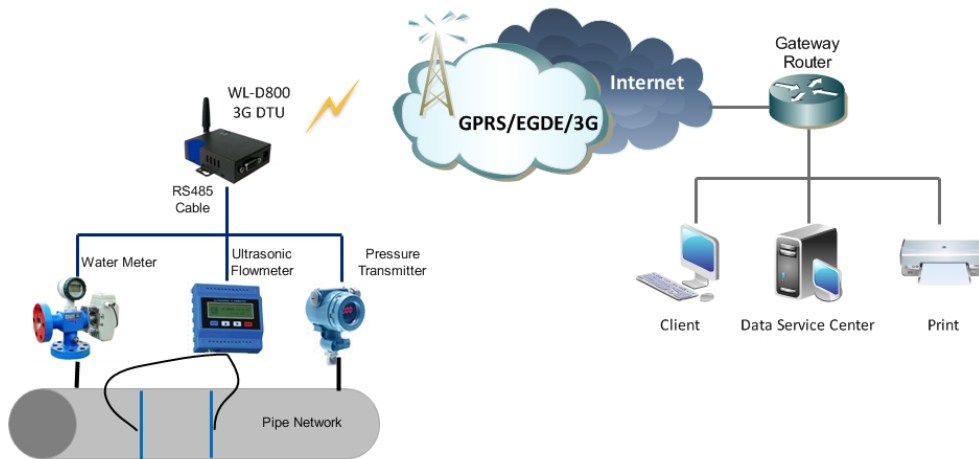 Gateway
Router
Internet
WL-D800
3G DTU
GPRS/EGDE/3G
RS485
Cable
Water Meter
Ultrasonic
Flowmeter
Pressure
Transmitter
Client
Data Service Center
Print
Pipe Network